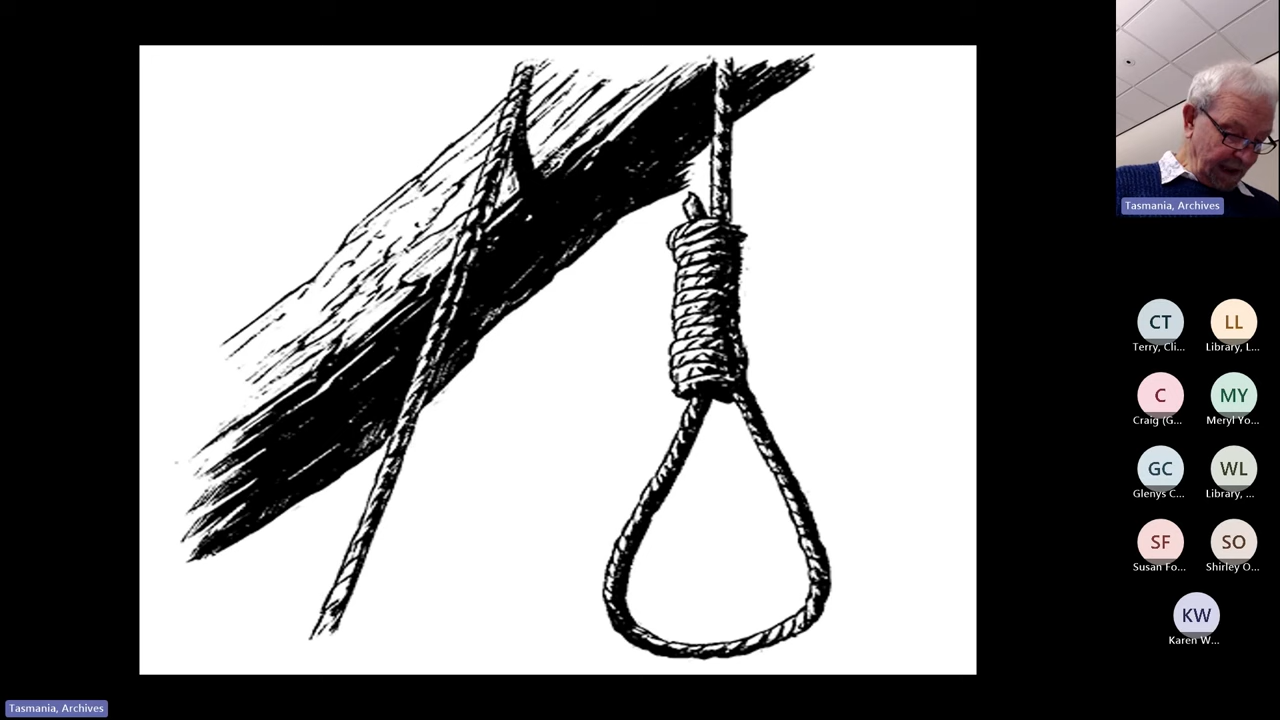 Tasmania, Archives
CT
LL
Terry, Cli...
Library, L...
C
MY
Craig (G...
Meryl Yo...
GC
WL
Glenys C...
Library, ...
SF
SO
Susan Fo...
Shirley O...
KW
Karen W...
Tasmania, Archives